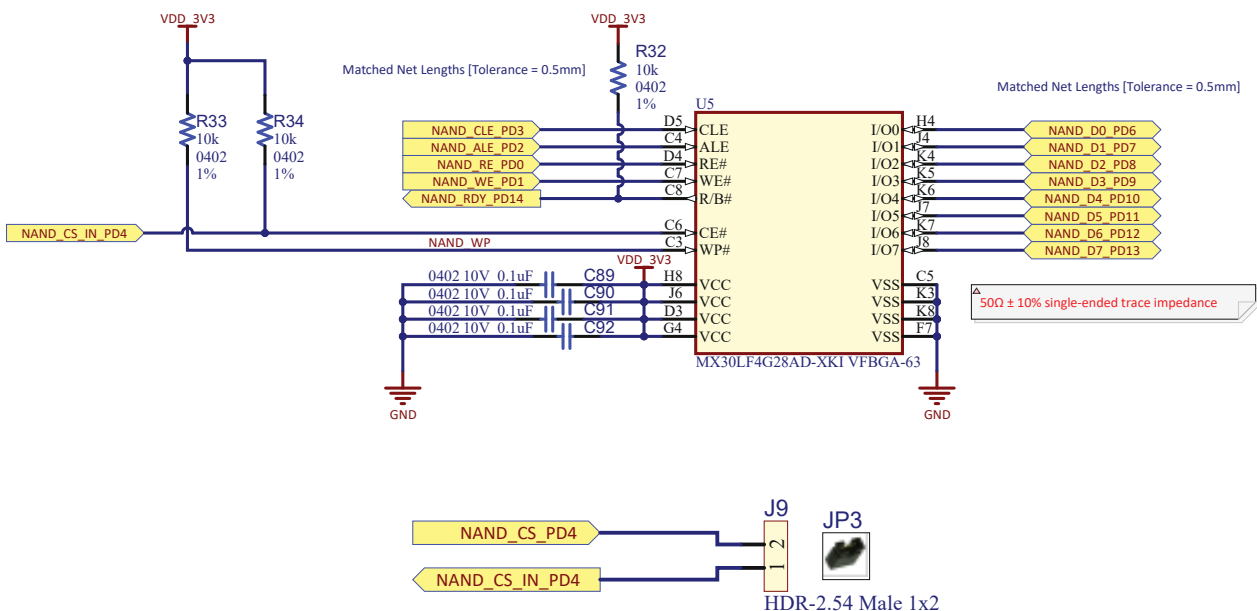 VDD_3V3
VDD_3V3
R32
10k
0402
1%
Matched Net Lengths [Tolerance = 0.5mm]
Matched Net Lengths [Tolerance = 0.5mm]
R33
10k
0402
1%
R34
10k
0402
1%
U5
NAND_CLE_PD3
D5
CLE
I/O0
H4
NAND_D0_PD6
NAND_ALE_PD2
C4
ALE
I/O1
J4
NAND_D1_PD7
NAND_RE_PD0
D4
RE#
I/O2
K4
NAND_D2_PD8
NAND_WE_PD1
C7
WE#
I/O3
K5
NAND_D3_PD9
NAND_RDY_PD14
C8
R/B#
I/O4
K6
NAND_D4_PD10
I/O5
J7
NAND_D5_PD11
NAND_CS_IN_PD4
C6
CE#
I/O6
K7
NAND_D6_PD12
NAND_WP
C3
WP#
I/O7
J8
NAND_D7_PD13
VDD_3V3
0402 10V 0.1uF
C89
H8
VCC
VSS
C5
0402 10V 0.1uF
C90
J6
VCC
VSS
K3
0402 10V 0.1uF
C91
D3
VCC
VSS
K8
0402 10V 0.1uF
C92
G4
VCC
VSS
F7
50Ω ± 10% single-ended trace impedance
MX30LF4G28AD-XKI VFBGA-63
GND
GND
J9
JP3
NAND_CS_PD4
2
NAND_CS_IN_PD4
1
HDR-2.54 Male 1x2